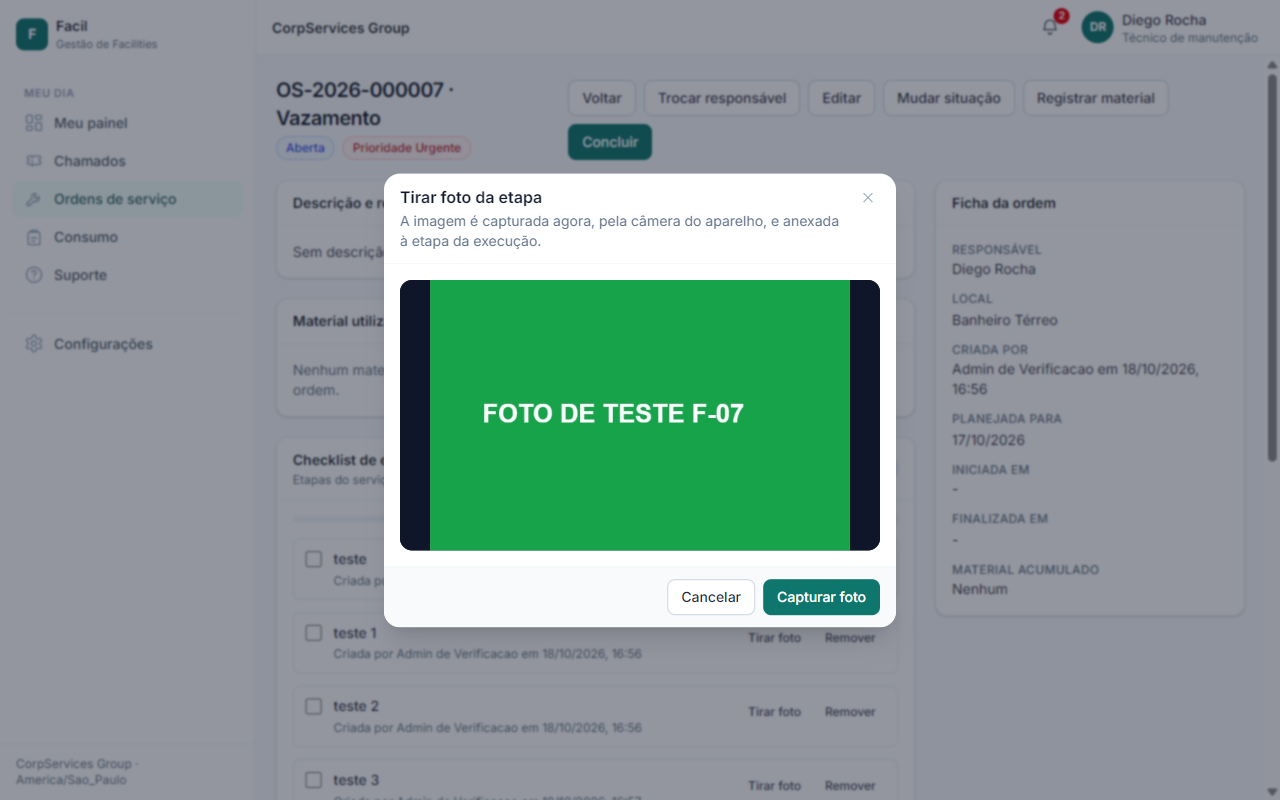 F
Facil
Gestão de Facilities
CorpServices Group
2
DR
Diego Rocha
Técnico de manutenção
MEU DIA
Meu painel
Chamados
Ordens de serviço
Consumo
Suporte
Configurações
CorpServices Group ·
America/Sao_Paulo
OS-2026-000007 ·
Vazamento
Aberta
Prioridade Urgente
Voltar
Trocar responsável
Editar
Mudar situação
Registrar material
Concluir
Descrição e
Sem descriçã
Material utiliz
Nenhum mate
ordem.
Checklist de e
Etapas do serviç
teste
Criada po
teste 1
Criada por Admin de Verificacao em 18/10/2026, 16:56
Tirar foto
Remover
teste 2
Criada por Admin de Verificacao em 18/10/2026, 16:56
Tirar foto
Remover
teste 3
Tirar foto
Remover
Tirar foto da etapa
A imagem é capturada agora, pela câmera do aparelho, e anexada
à etapa da execução.
FOTO DE TESTE F-07
Cancelar
Capturar foto
Ficha da ordem
RESPONSÁVEL
Diego Rocha
LOCAL
Banheiro Térreo
CRIADA POR
Admin de Verificacao em 18/10/2026,
16:56
PLANEJADA PARA
17/10/2026
INICIADA EM
-
FINALIZADA EM
-
MATERIAL ACUMULADO
Nenhum